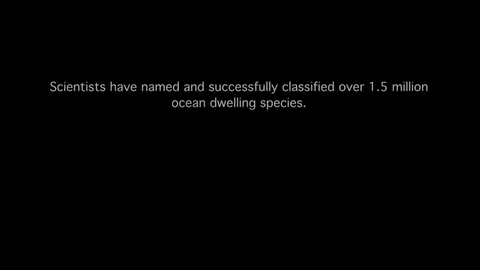 Scientists have named and successfully classified over 1.5 million
ocean dwelling species.